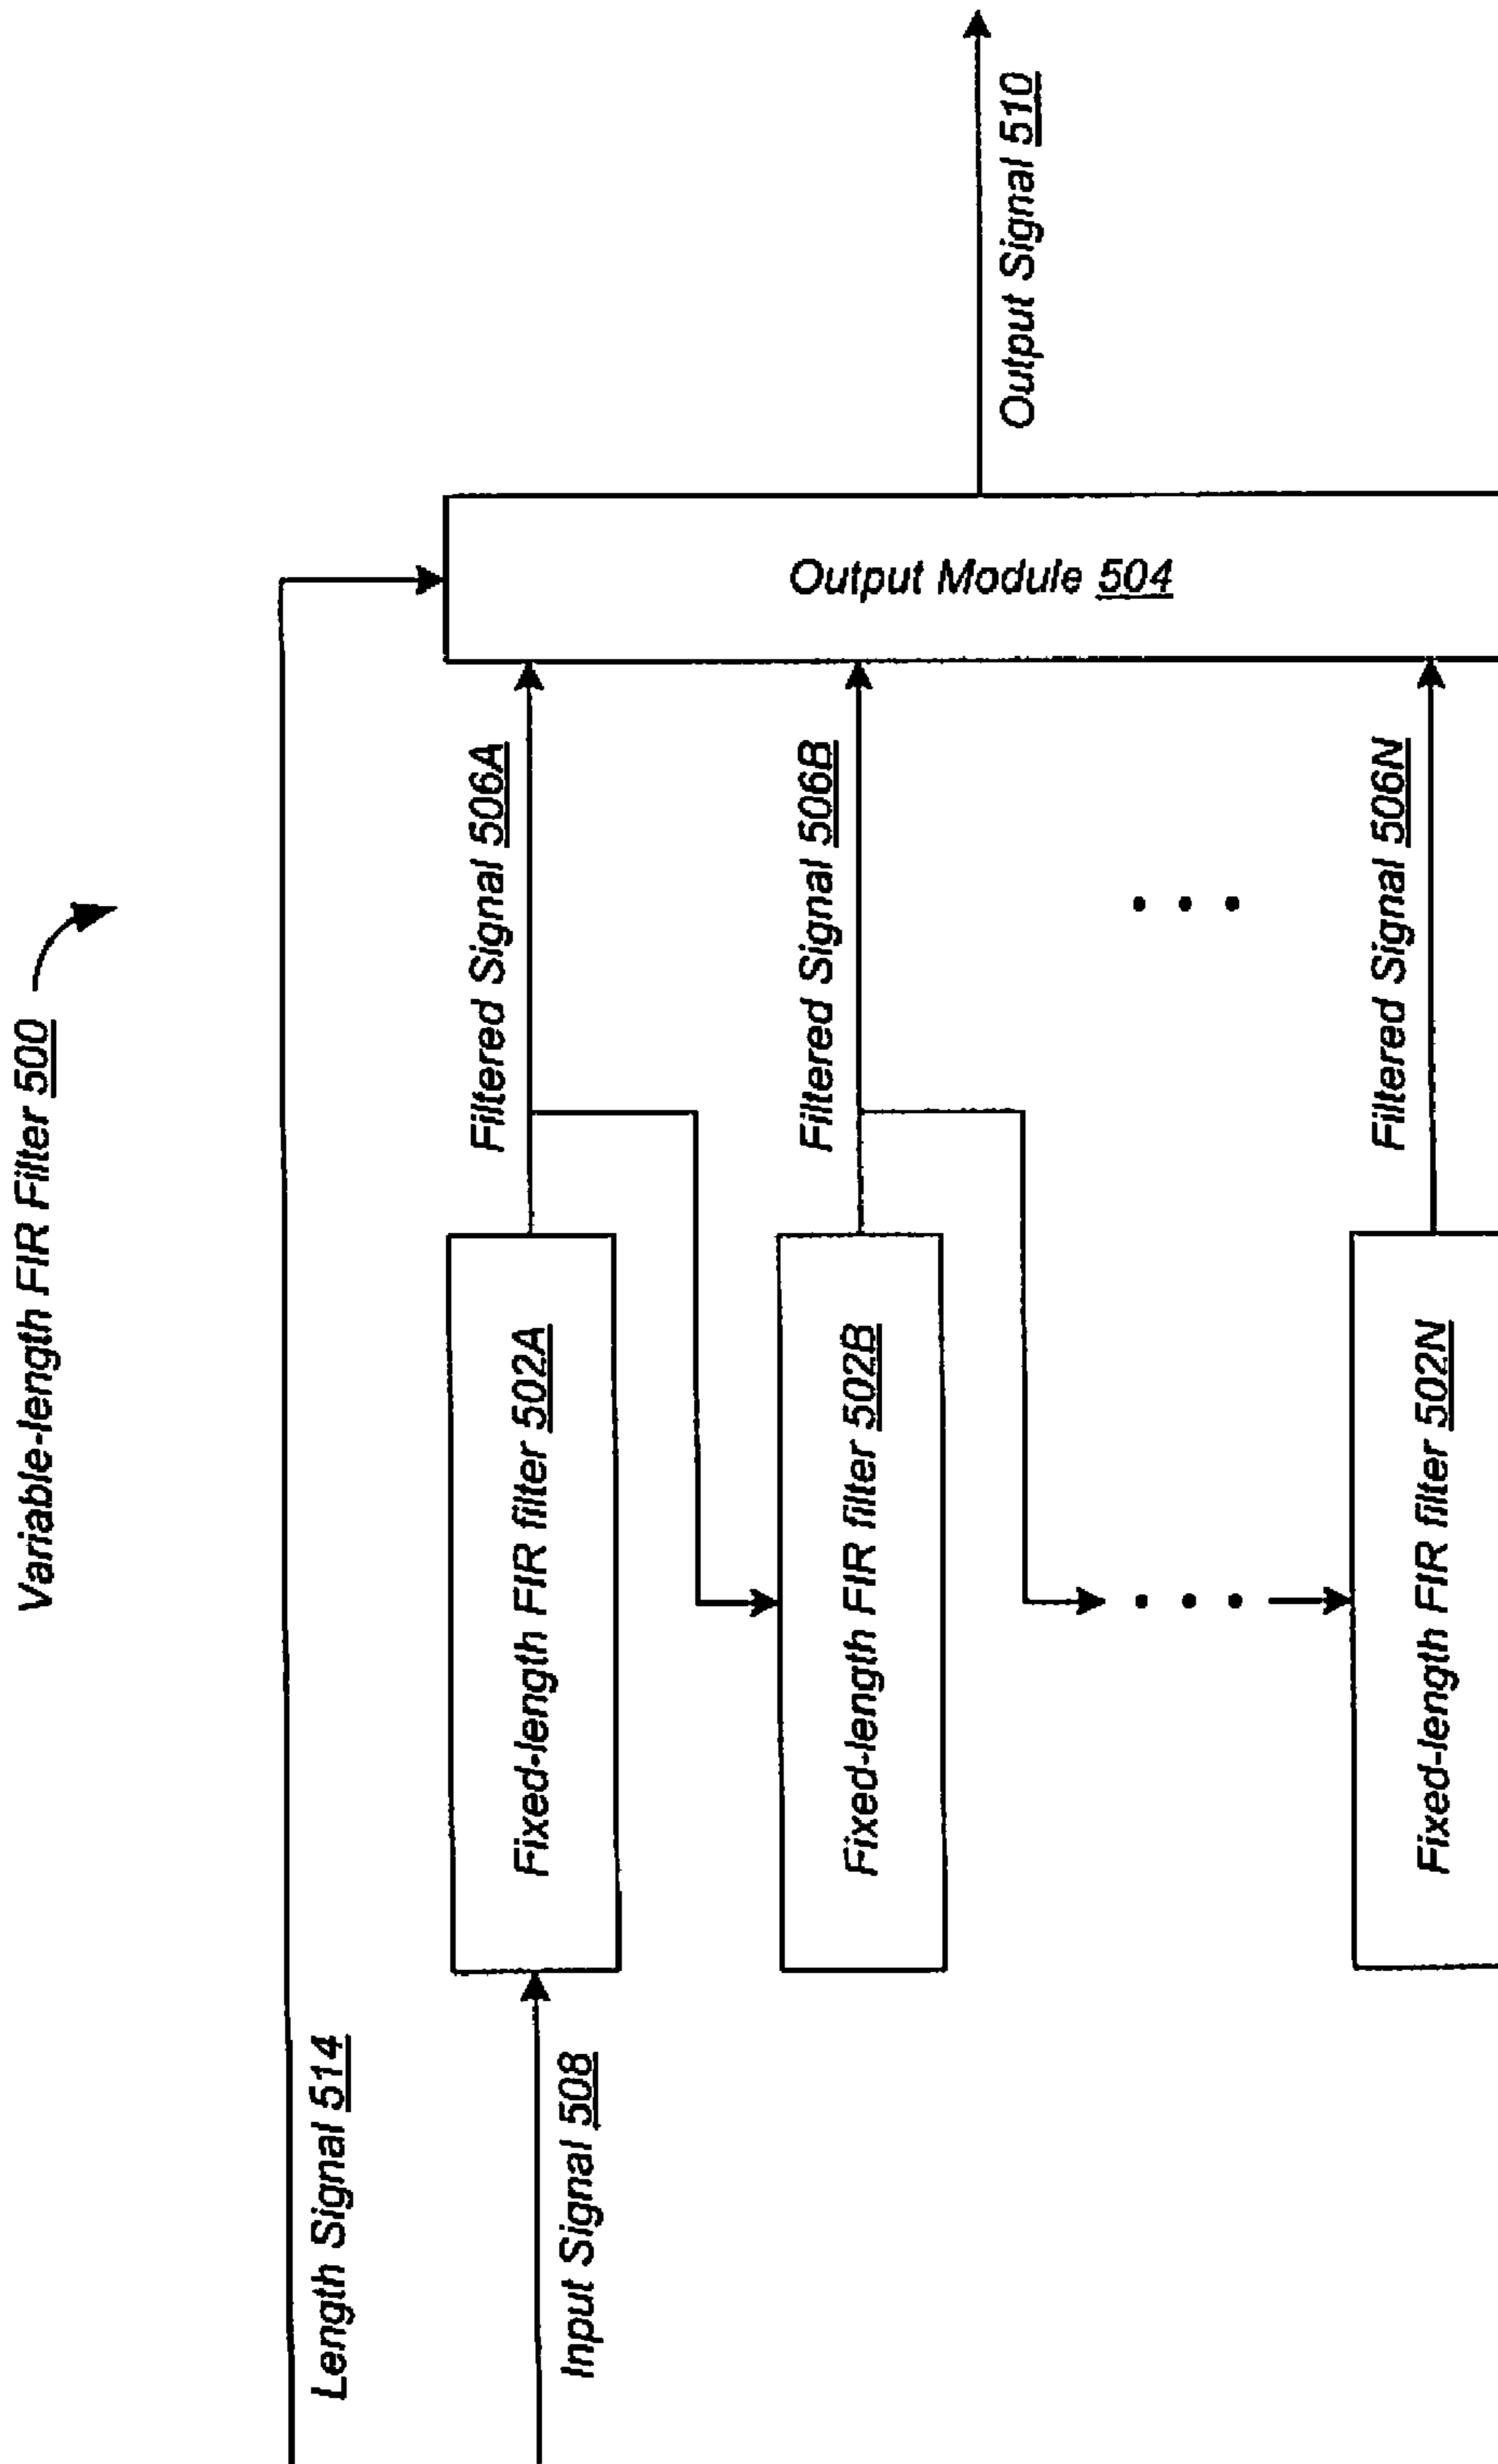 Variable-length FIR Filter 500
Length Signal 514
Input Signal 508
Fixed-length FIR filter 502A
Filtered Signal 506A
Fixed-length FIR filter 502B
Filtered Signal 506B
Fixed-length FIR filter 502N
Filtered Signal 506N
Output Module 504
Output Signal 510